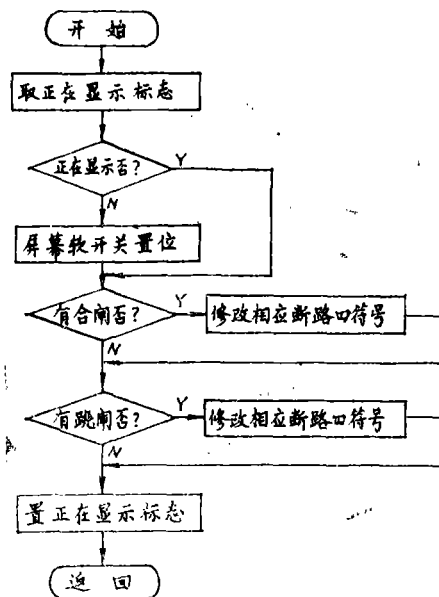 开始
取正在显示标志
正在显示否?
Y
N
屏幕软开关置位
有合闸否?
Y
修改相应断路口符号
N
有跳闸否?
Y
修改相应断路口符号
N
置正在显示标志
返回